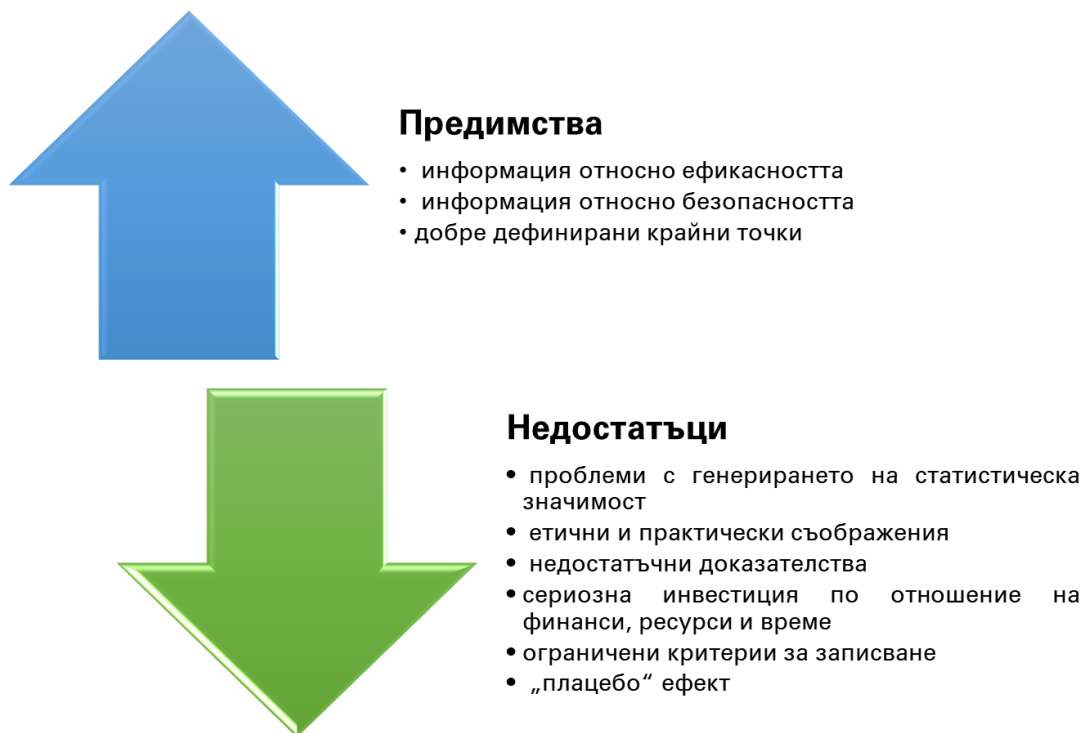 Предимства
• информация относно ефикасността
• информация относно безопасността
• добре дефинирани крайни точки
Недостатъци
• проблеми с генерирането на статистическа
значимост
• етични и практически съображения
• недостатъчни доказателства
• сериозна инвестиция по отношение на
финанси, ресурси и време
• ограничени критерии за записване
• „плацебо“ ефект